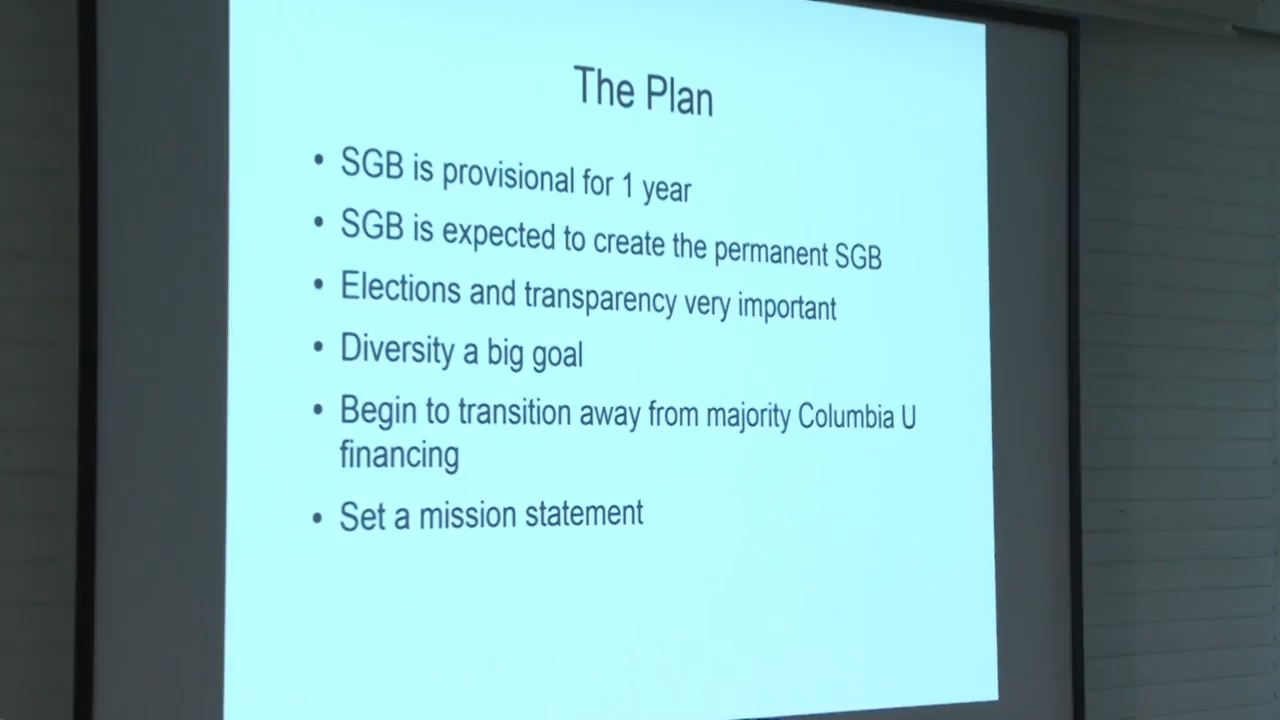 The Plan
• SGB is provisional for 1 year
• SGB is expected to create the permanent SGB
• Elections and transparency very important
• Diversity a big goal
• Begin to transition away from majority Columbia U
financing
• Set a mission statement